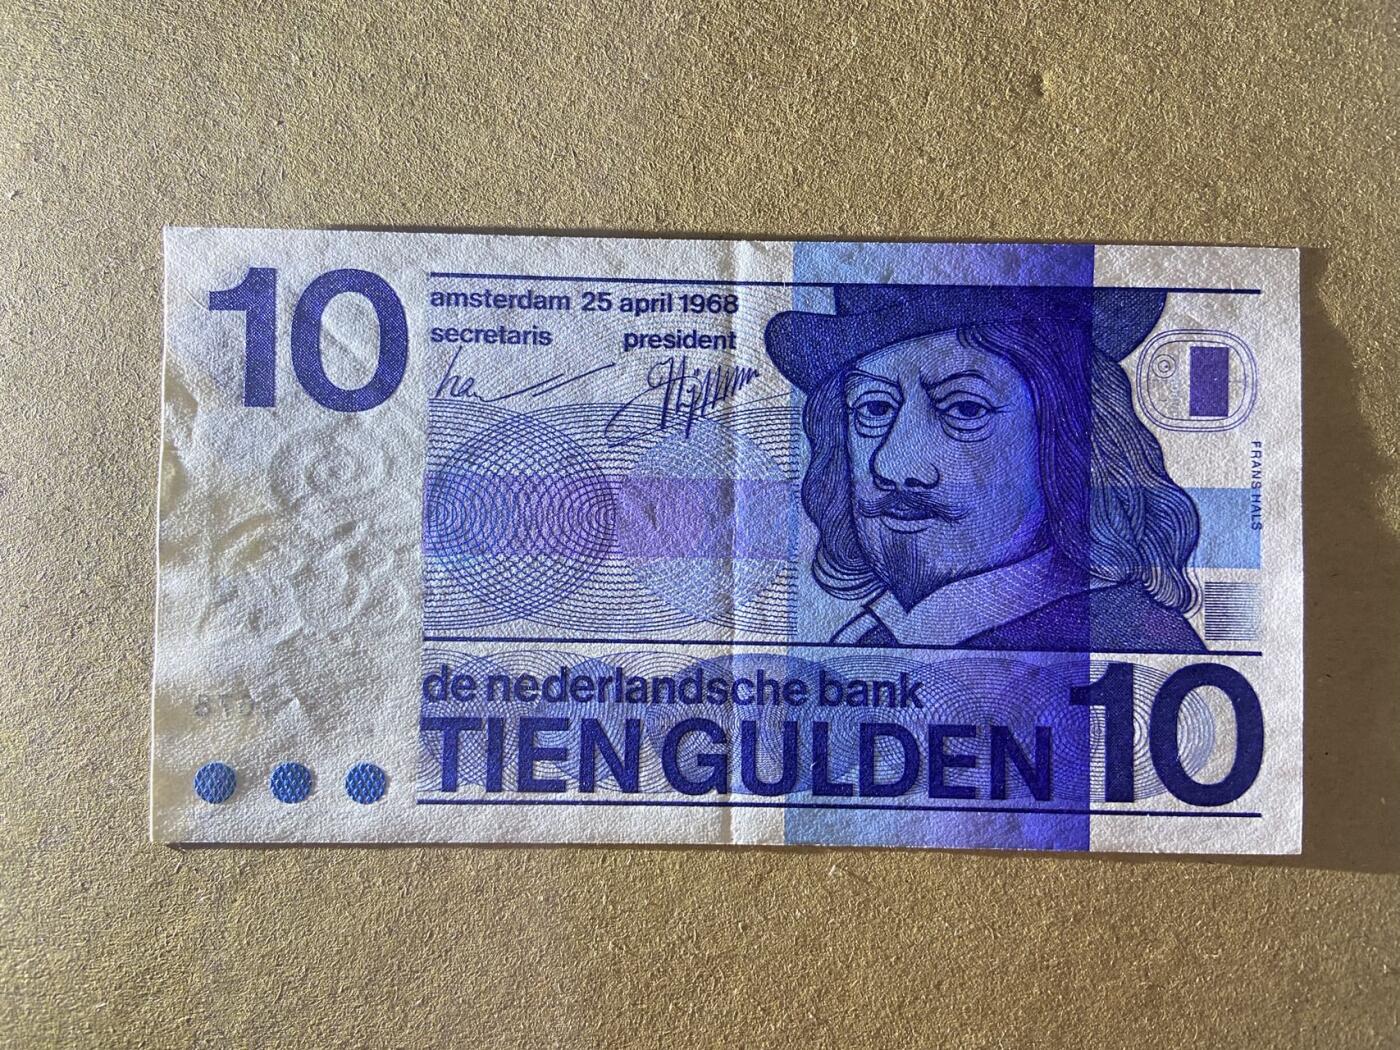 10
amsterdam 25 april 1968
secretaris president
FRANS HALS
de nederlandsche bank
TIEN GULDEN 10